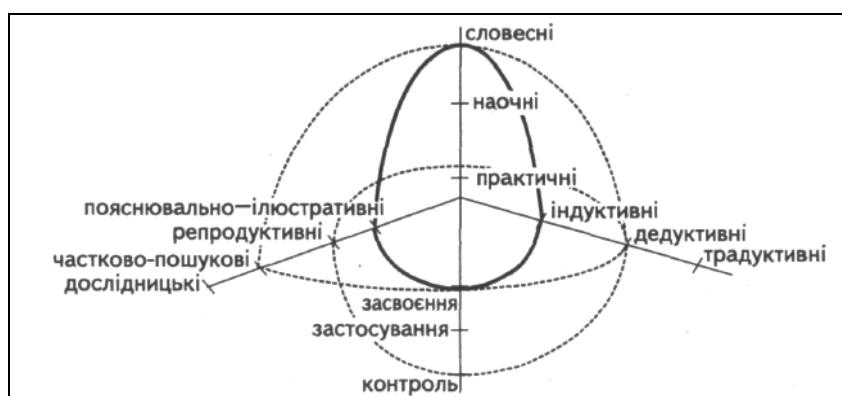 словесні
наочні
практичні
пояснювально—ілюстративні
індуктивні
репродуктивні
дедуктивні
частково-пошукові
традуктивні
дослідницькі
засвоєння
застосування
контроль